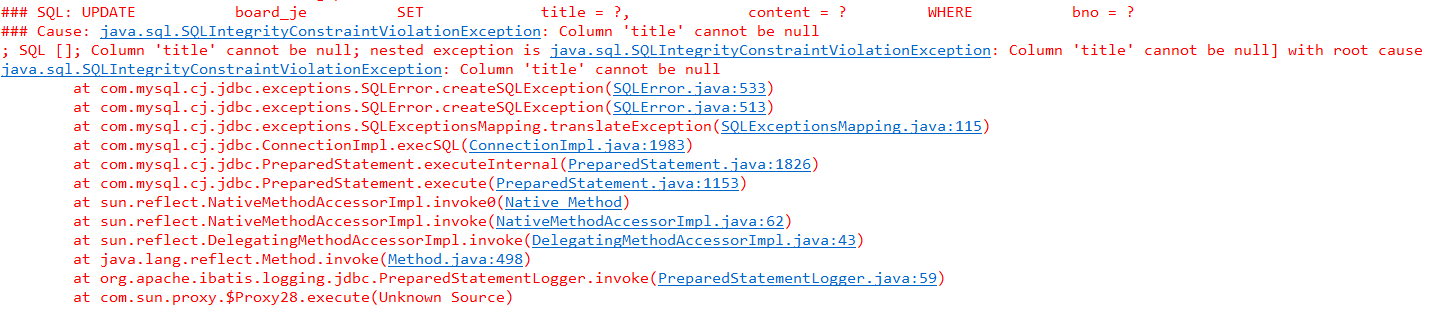 ### SQL: UPDATE board_je SET title = ?, content = ? WHERE bno = ?
### Cause: java.sql.SQLIntegrityConstraintViolationException: Column 'title' cannot be null
; SQL []; Column 'title' cannot be null; nested exception is java.sql.SQLIntegrityConstraintViolationException: Column 'title' cannot be null] with root cause
java.sql.SQLIntegrityConstraintViolationException: Column 'title' cannot be null
at com.mysql.cj.jdbc.exceptions.SQLError.createSQLException(SQLError.java:533)
at com.mysql.cj.jdbc.exceptions.SQLError.createSQLException(SQLError.java:513)
at com.mysql.cj.jdbc.exceptions.SQLExceptionsMapping.translateException(SQLExceptionsMapping.java:115)
at com.mysql.cj.jdbc.ConnectionImpl.execSQL(ConnectionImpl.java:1983)
at com.mysql.cj.jdbc.PreparedStatement.executeInternal(PreparedStatement.java:1826)
at com.mysql.cj.jdbc.PreparedStatement.execute(PreparedStatement.java:1153)
at sun.reflect.NativeMethodAccessorImpl.invoke0(Native Method)
at sun.reflect.NativeMethodAccessorImpl.invoke(NativeMethodAccessorImpl.java:62)
at sun.reflect.DelegatingMethodAccessorImpl.invoke(DelegatingMethodAccessorImpl.java:43)
at java.lang.reflect.Method.invoke(Method.java:498)
at org.apache.ibatis.logging.jdbc.PreparedStatementLogger.invoke(PreparedStatementLogger.java:59)
at com.sun.proxy.$Proxy28.execute(Unknown Source)